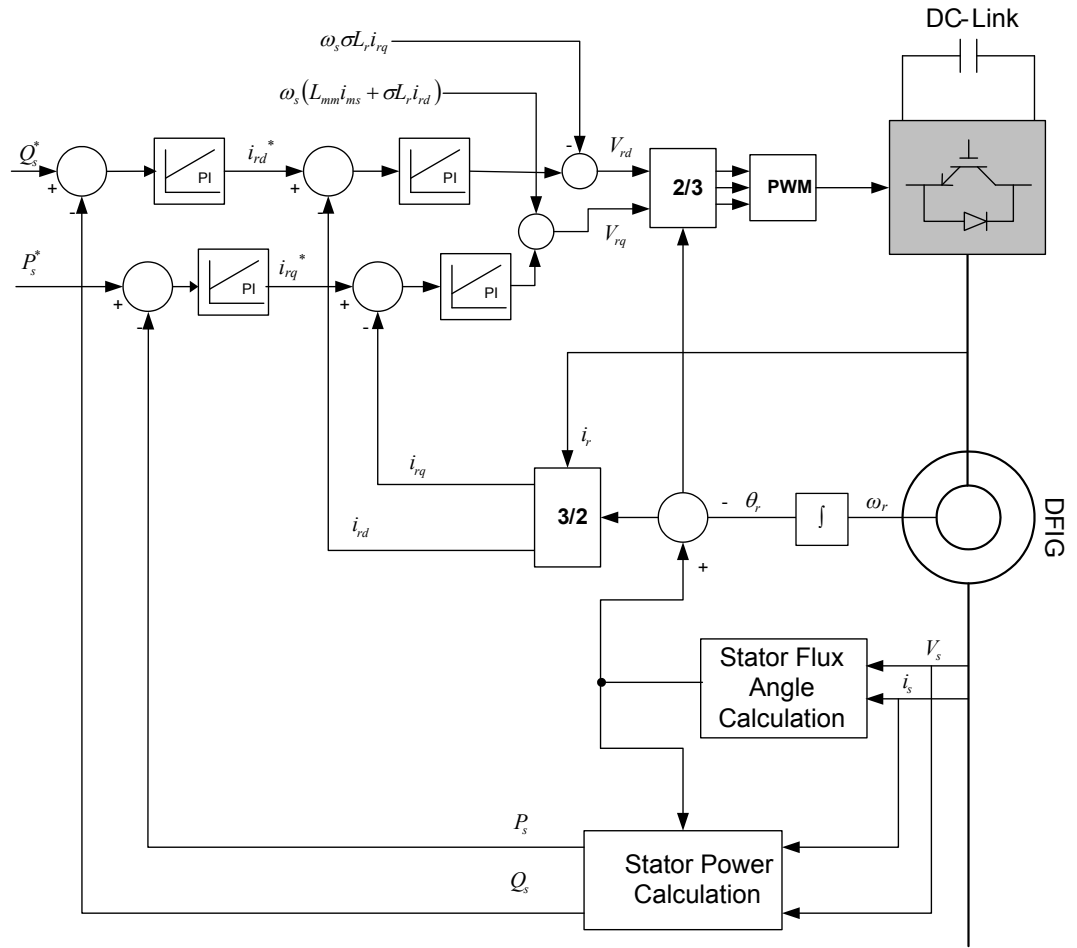 DC-Link
ω_s σL_r i_rq
ω_s(L_mm i_ms + σL_r i_rd)
Q_s^*
+
-
PI
i_rd^*
+
-
PI
-
V_rd
2/3
PWM
V_rq
P_s^*
+
-
PI
i_rq^*
+
-
PI
i_r
i_rq
3/2
-
θ_r
∫
ω_r
DFIG
i_rd
+
Stator Flux
Angle
Calculation
V_s
i_s
P_s
Q_s
Stator Power
Calculation